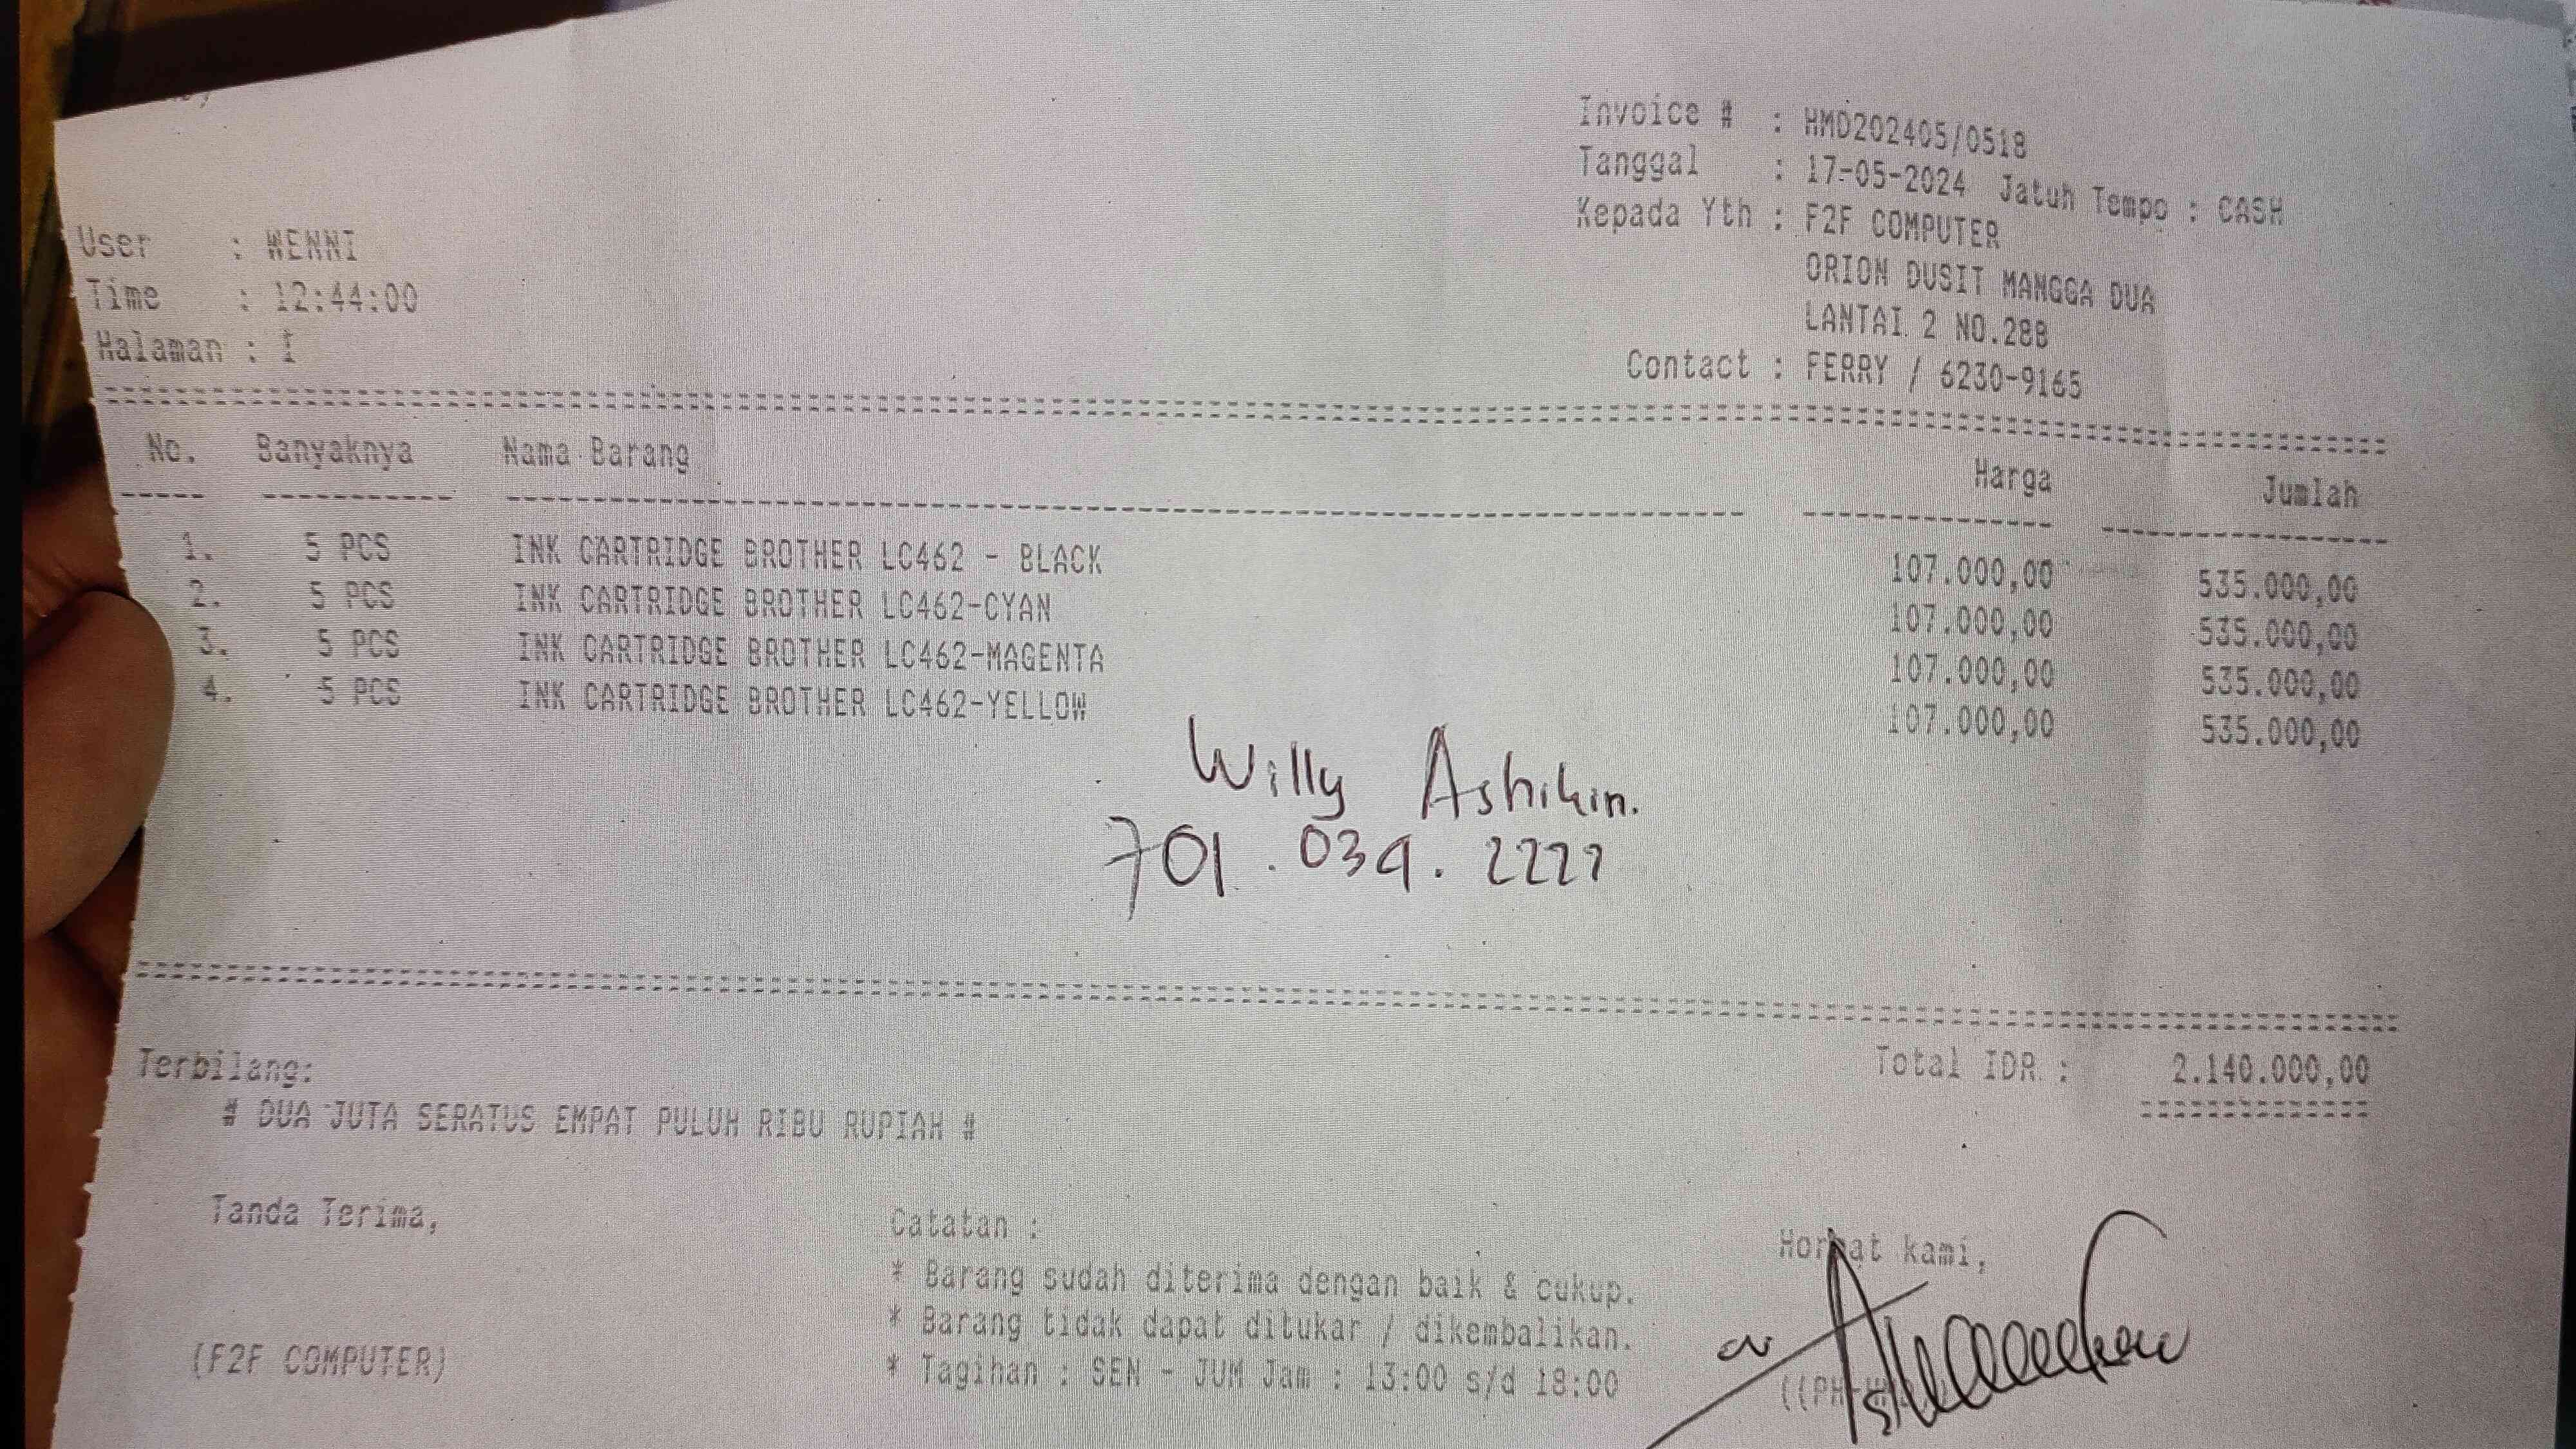 Invoice # : HMD202405/0518
Tanggal : 17-05-2024 Jatuh Tempo : CASH
Kepada Yth : F2F COMPUTER
ORION DUSIT MANGGA DUA
LANTAI 2 NO.288
Contact : FERRY / 6230-9165
User : WENNI
Time : 12:44:00
Halaman : 1
No. Banyaknya Nama Barang Harga Jumlah
1. 5 PCS INK CARTRIDGE BROTHER LC462 - BLACK 107.000,00 535.000,00
2. 5 PCS INK CARTRIDGE BROTHER LC462-CYAN 107.000,00 535.000,00
3. 5 PCS INK CARTRIDGE BROTHER LC462-MAGENTA 107.000,00 535.000,00
4. 5 PCS INK CARTRIDGE BROTHER LC462-YELLOW 107.000,00 535.000,00
Willy Ashikin.
701.039.2222
Total IDR : 2.140.000,00
Terbilang:
# DUA JUTA SERATUS EMPAT PULUH RIBU RUPIAH #
Tanda Terima,
(F2F COMPUTER)
Catatan :
* Barang sudah diterima dengan baik & cukup.
* Barang tidak dapat ditukar / dikembalikan.
* Tagihan : SEN - JUM Jam : 13:00 s/d 18:00
Hormat kami,